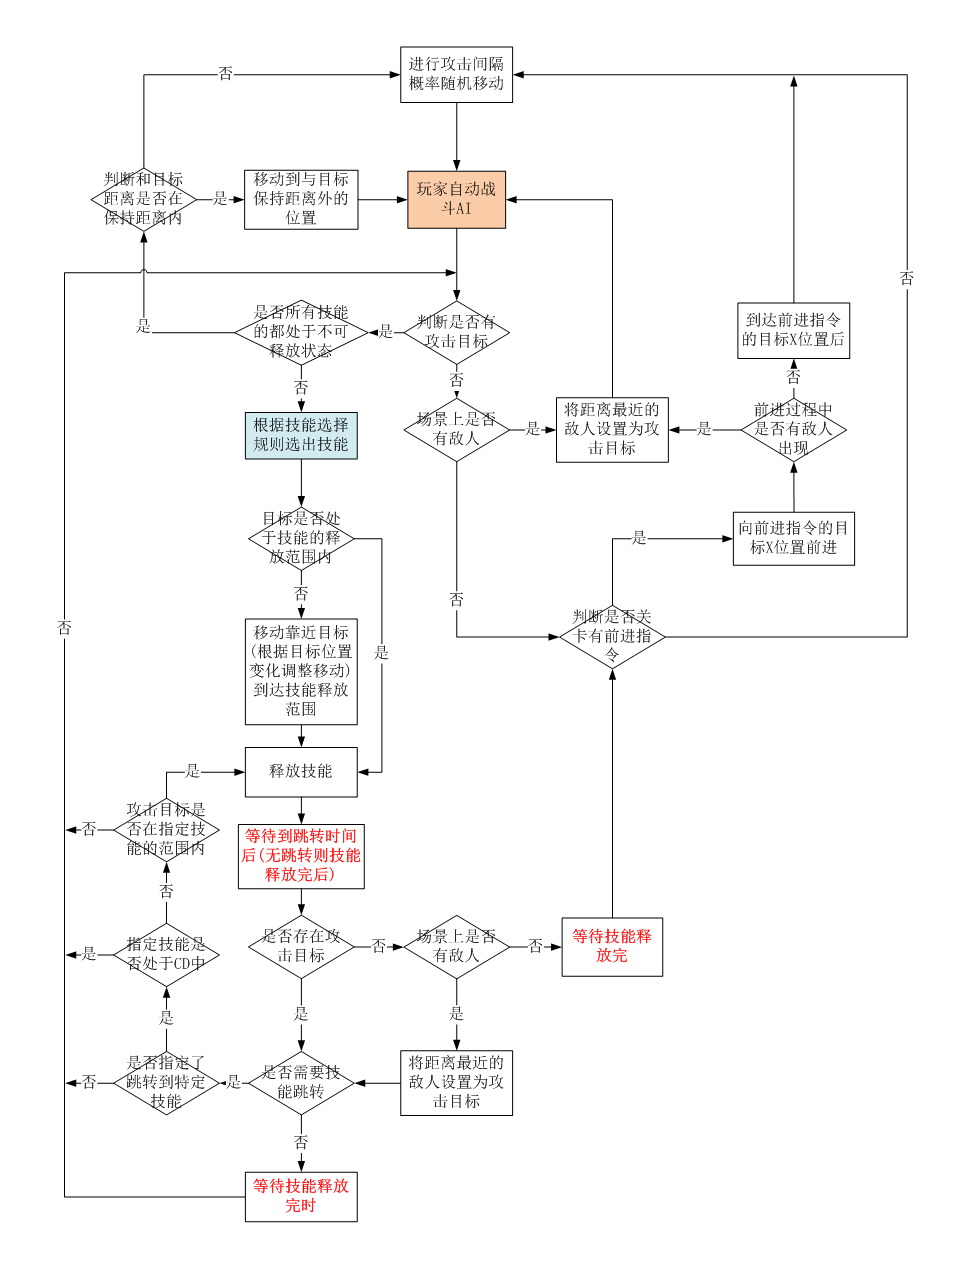 进行攻击间隔
概率随机移动
否
判断和目标
距离是否在
保持距离内
是
移动到与目标
保持距离外的
位置
玩家自动战
斗AI
否
是
是否所有技能
的都处于不可
释放状态
是
判断是否有
攻击目标
到达前进指令
的目标X位置后
否
否
否
根据技能选择
规则选出技能
场景上是否
有敌人
是
将距离最近的
敌人设置为攻
击目标
是
前进过程中
是否有敌人
出现
目标是否处
于技能的释
放范围内
是
向前进指令的目
标X位置前进
否
否
否
移动靠近目标
(根据目标位置
变化调整移动)
到达技能释放
范围
是
判断是否关
卡有前进指
令
是
释放技能
否
攻击目标是
否在指定技
能的范围内
等待到跳转时间
后(无跳转则技能
释放完后)
否
是
指定技能是
否处于CD中
是否存在攻
击目标
否
场景上是否
有敌人
否
等待技能释
放完
是
是
是
否
是否指定了
跳转到特定
技能
是
是否需要技
能跳转
将距离最近的
敌人设置为攻
击目标
否
等待技能释放
完时